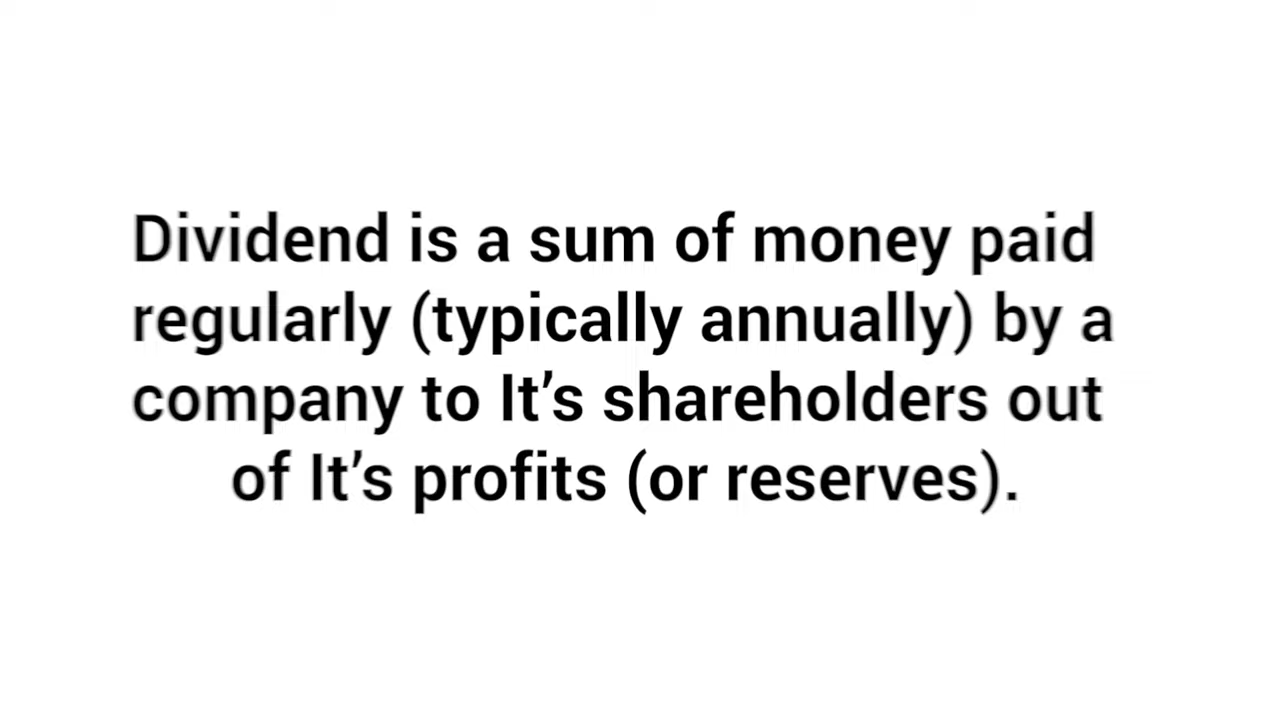 Dividend is a sum of money paid
regularly (typically annually) by a
company to It’s shareholders out
of It’s profits (or reserves).